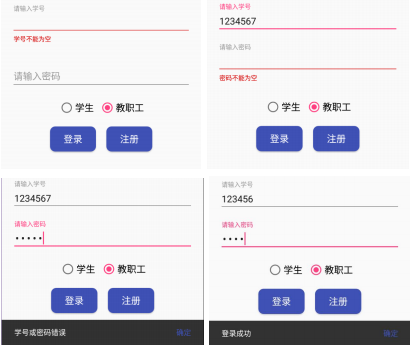 请输入学号
学号不能为空
请输入密码
学生 教职工
登录 注册
请输入学号
1234567
请输入密码
密码不能为空
学生 教职工
登录 注册
请输入学号
1234567
请输入密码
•••••
学生 教职工
登录 注册
学号或密码错误 确定
请输入学号
123456
请输入密码
••••
学生 教职工
登录 注册
登录成功 确定